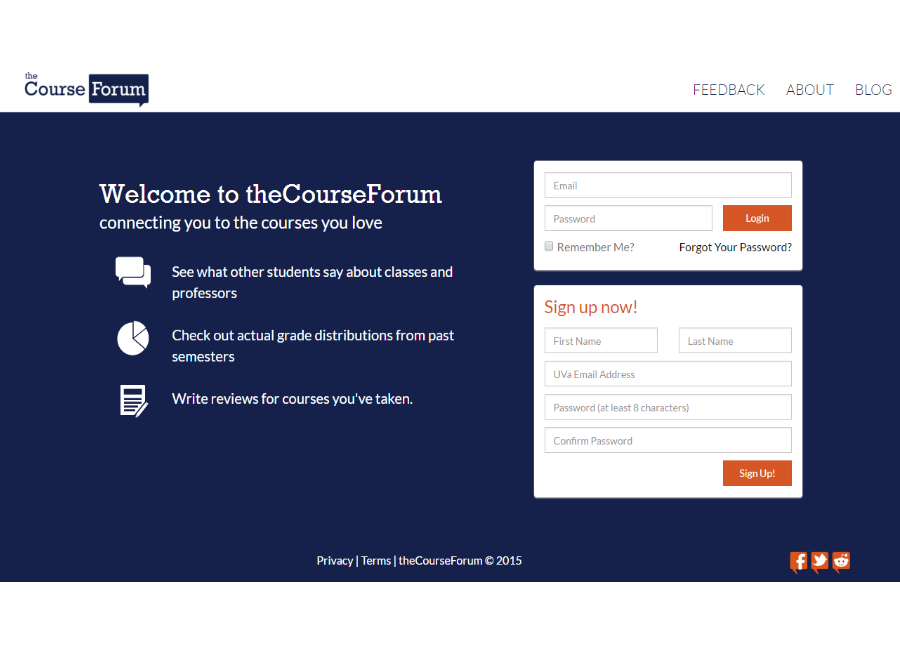 the
Course Forum
FEEDBACK ABOUT BLOG
Welcome to theCourseForum
connecting you to the courses you love
See what other students say about classes and
professors
Check out actual grade distributions from past
semesters
Write reviews for courses you've taken.
Email
Password
Login
Remember Me? Forgot Your Password?
Sign up now!
First Name Last Name
UVa Email Address
Password (at least 8 characters)
Confirm Password
Sign Up!
Privacy | Terms | theCourseForum © 2015